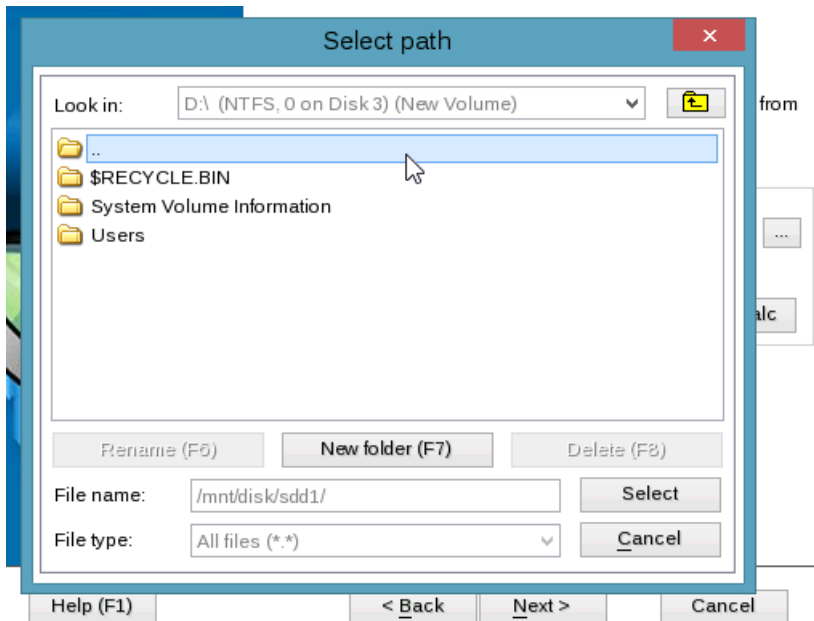 Select path
Look in: D:\ (NTFS, 0 on Disk 3) (New Volume)
from
..
$RECYCLE.BIN
System Volume Information
Users
...
alc
Rename (F6) New folder (F7) Delete (F8)
File name: /mnt/disk/sdd1/ Select
File type: All files (*.*) Cancel
Help (F1) < Back Next > Cancel